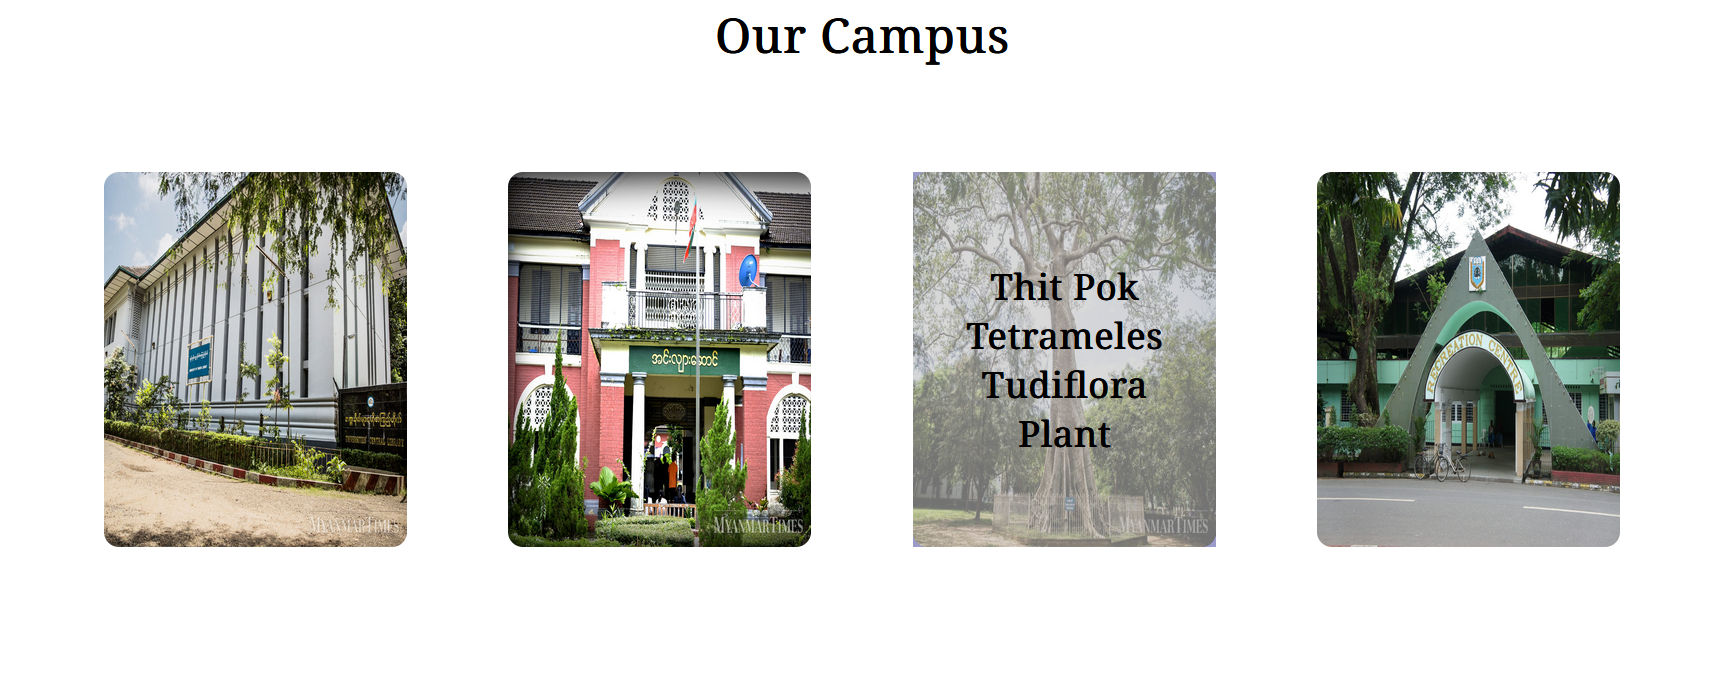 Our Campus
MYANMAR TIMES
အင်းလျားဆောင်
MYANMAR TIMES
Thit Pok
Tetrameles
Tudiflora
Plant
MYANMAR TIMES
RECREATION CENTRE